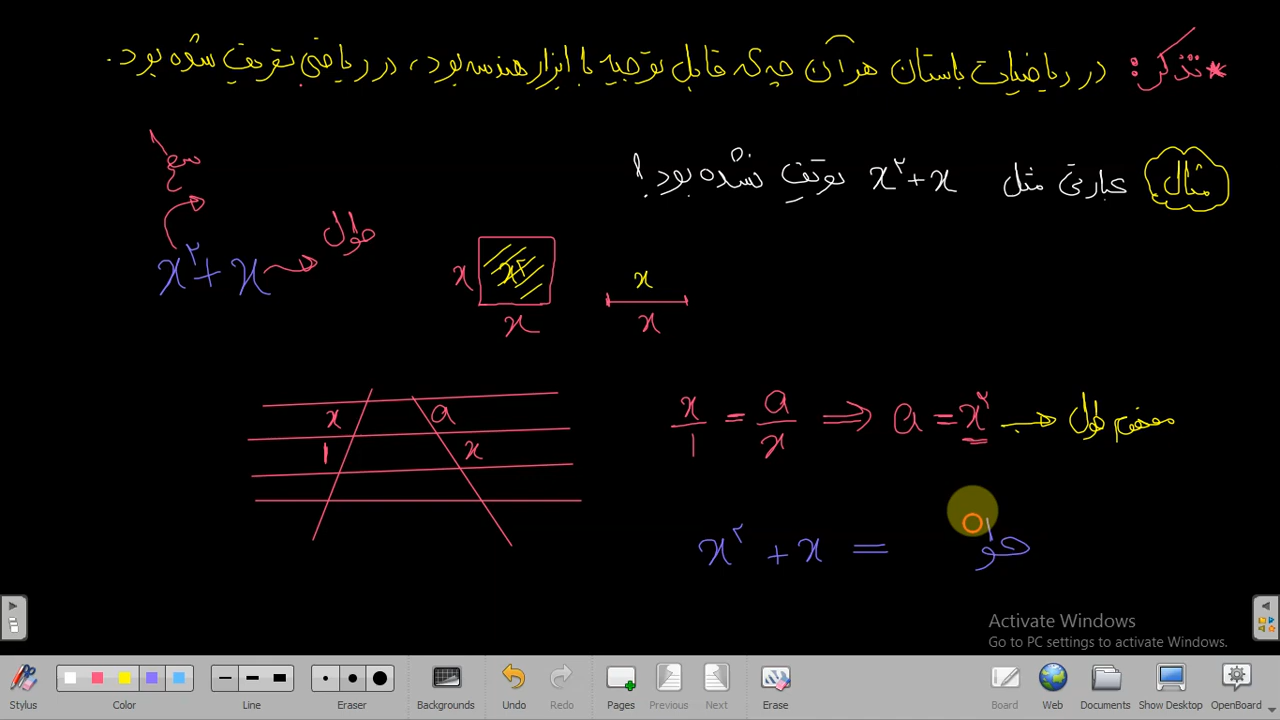 * تذکر: در ریاضیات باستان هر آن چه که قابل توجیه با ابزار هندسه بود، در ریاضی تعریف شده بود.
مثال عبارتی مثل x²+x تعریف نشده بود!
سطح
x²+x → طول
x x² x
x x
x a
1 x
x/1 = a/x ⇒ a = x² → مفهوم طول
x² + x = طو
Activate Windows
Go to PC settings to activate Windows.
Stylus Color Line Eraser Backgrounds Undo Redo Pages Previous Next Erase Board Web Documents Show Desktop OpenBoard